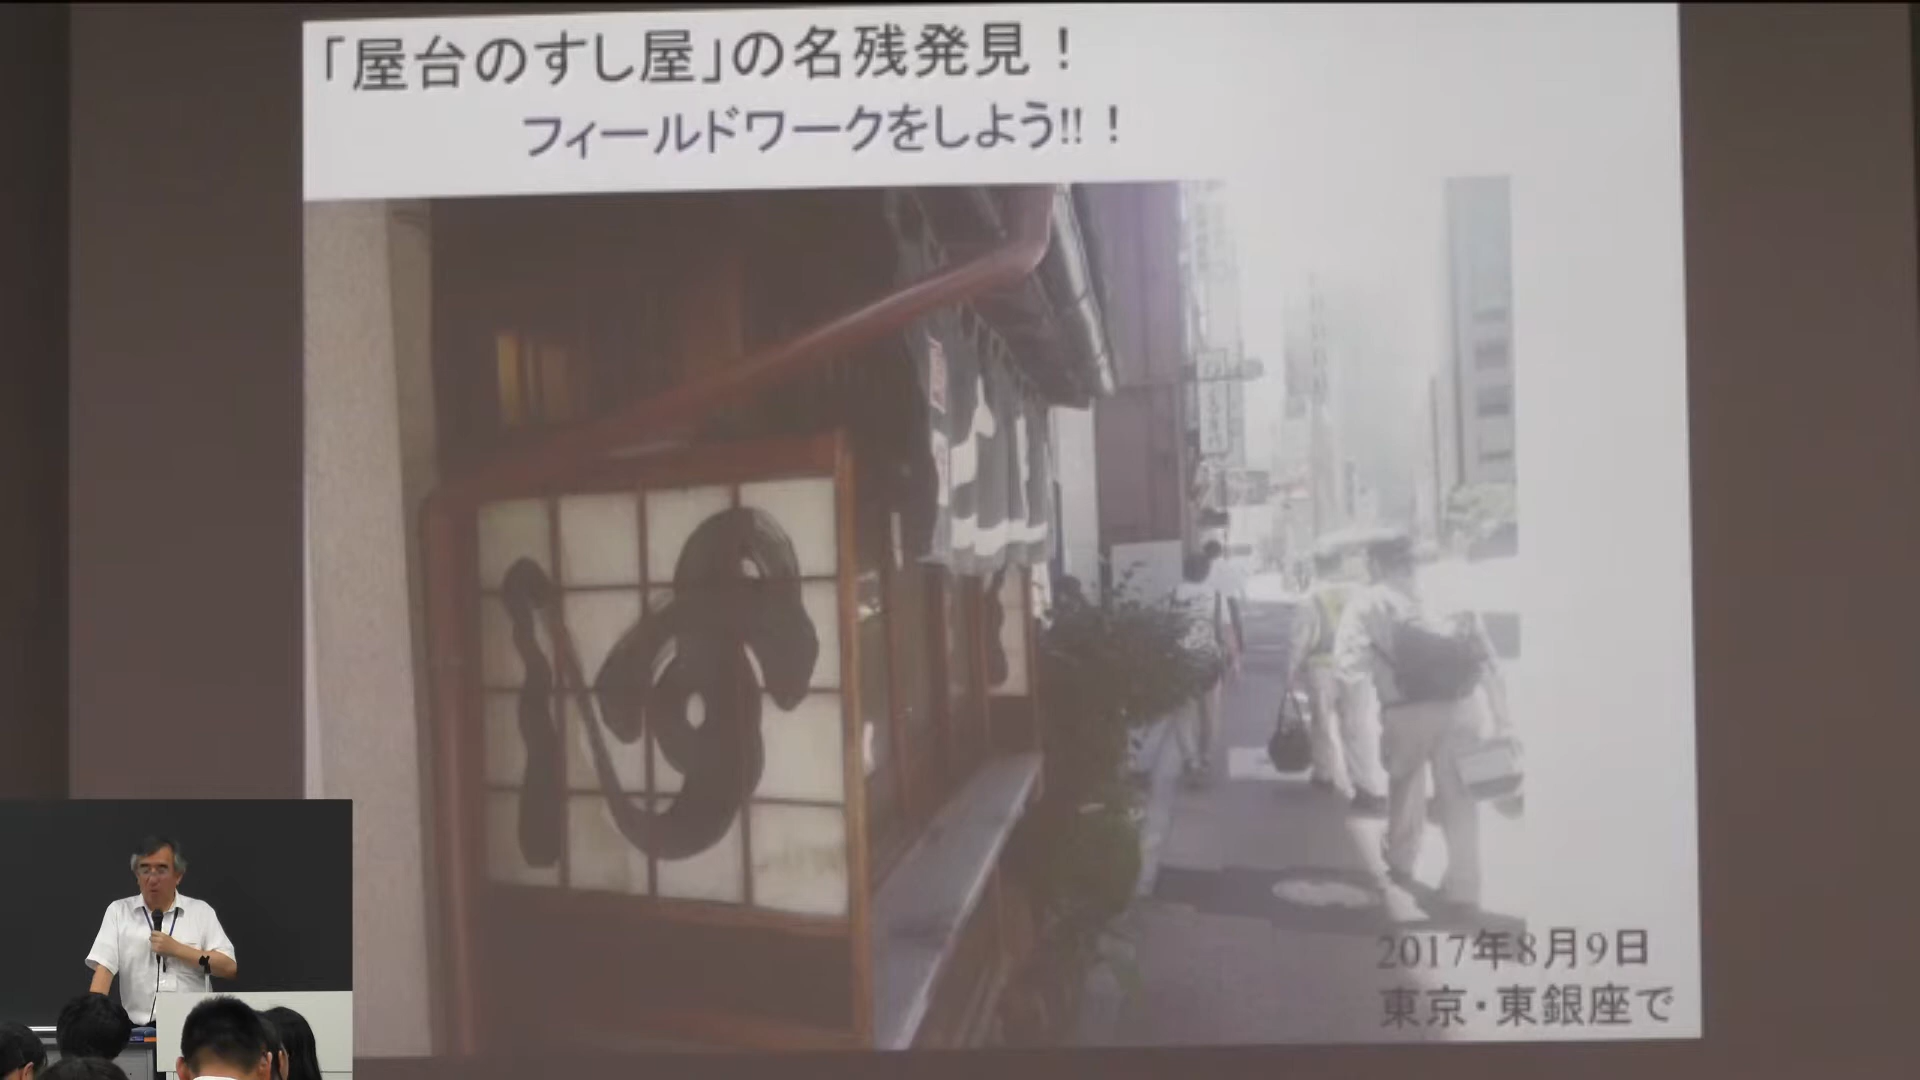 「屋台のすし屋」の名残発見！
フィールドワークをしよう!!！
2017年8月9日
東京・東銀座で